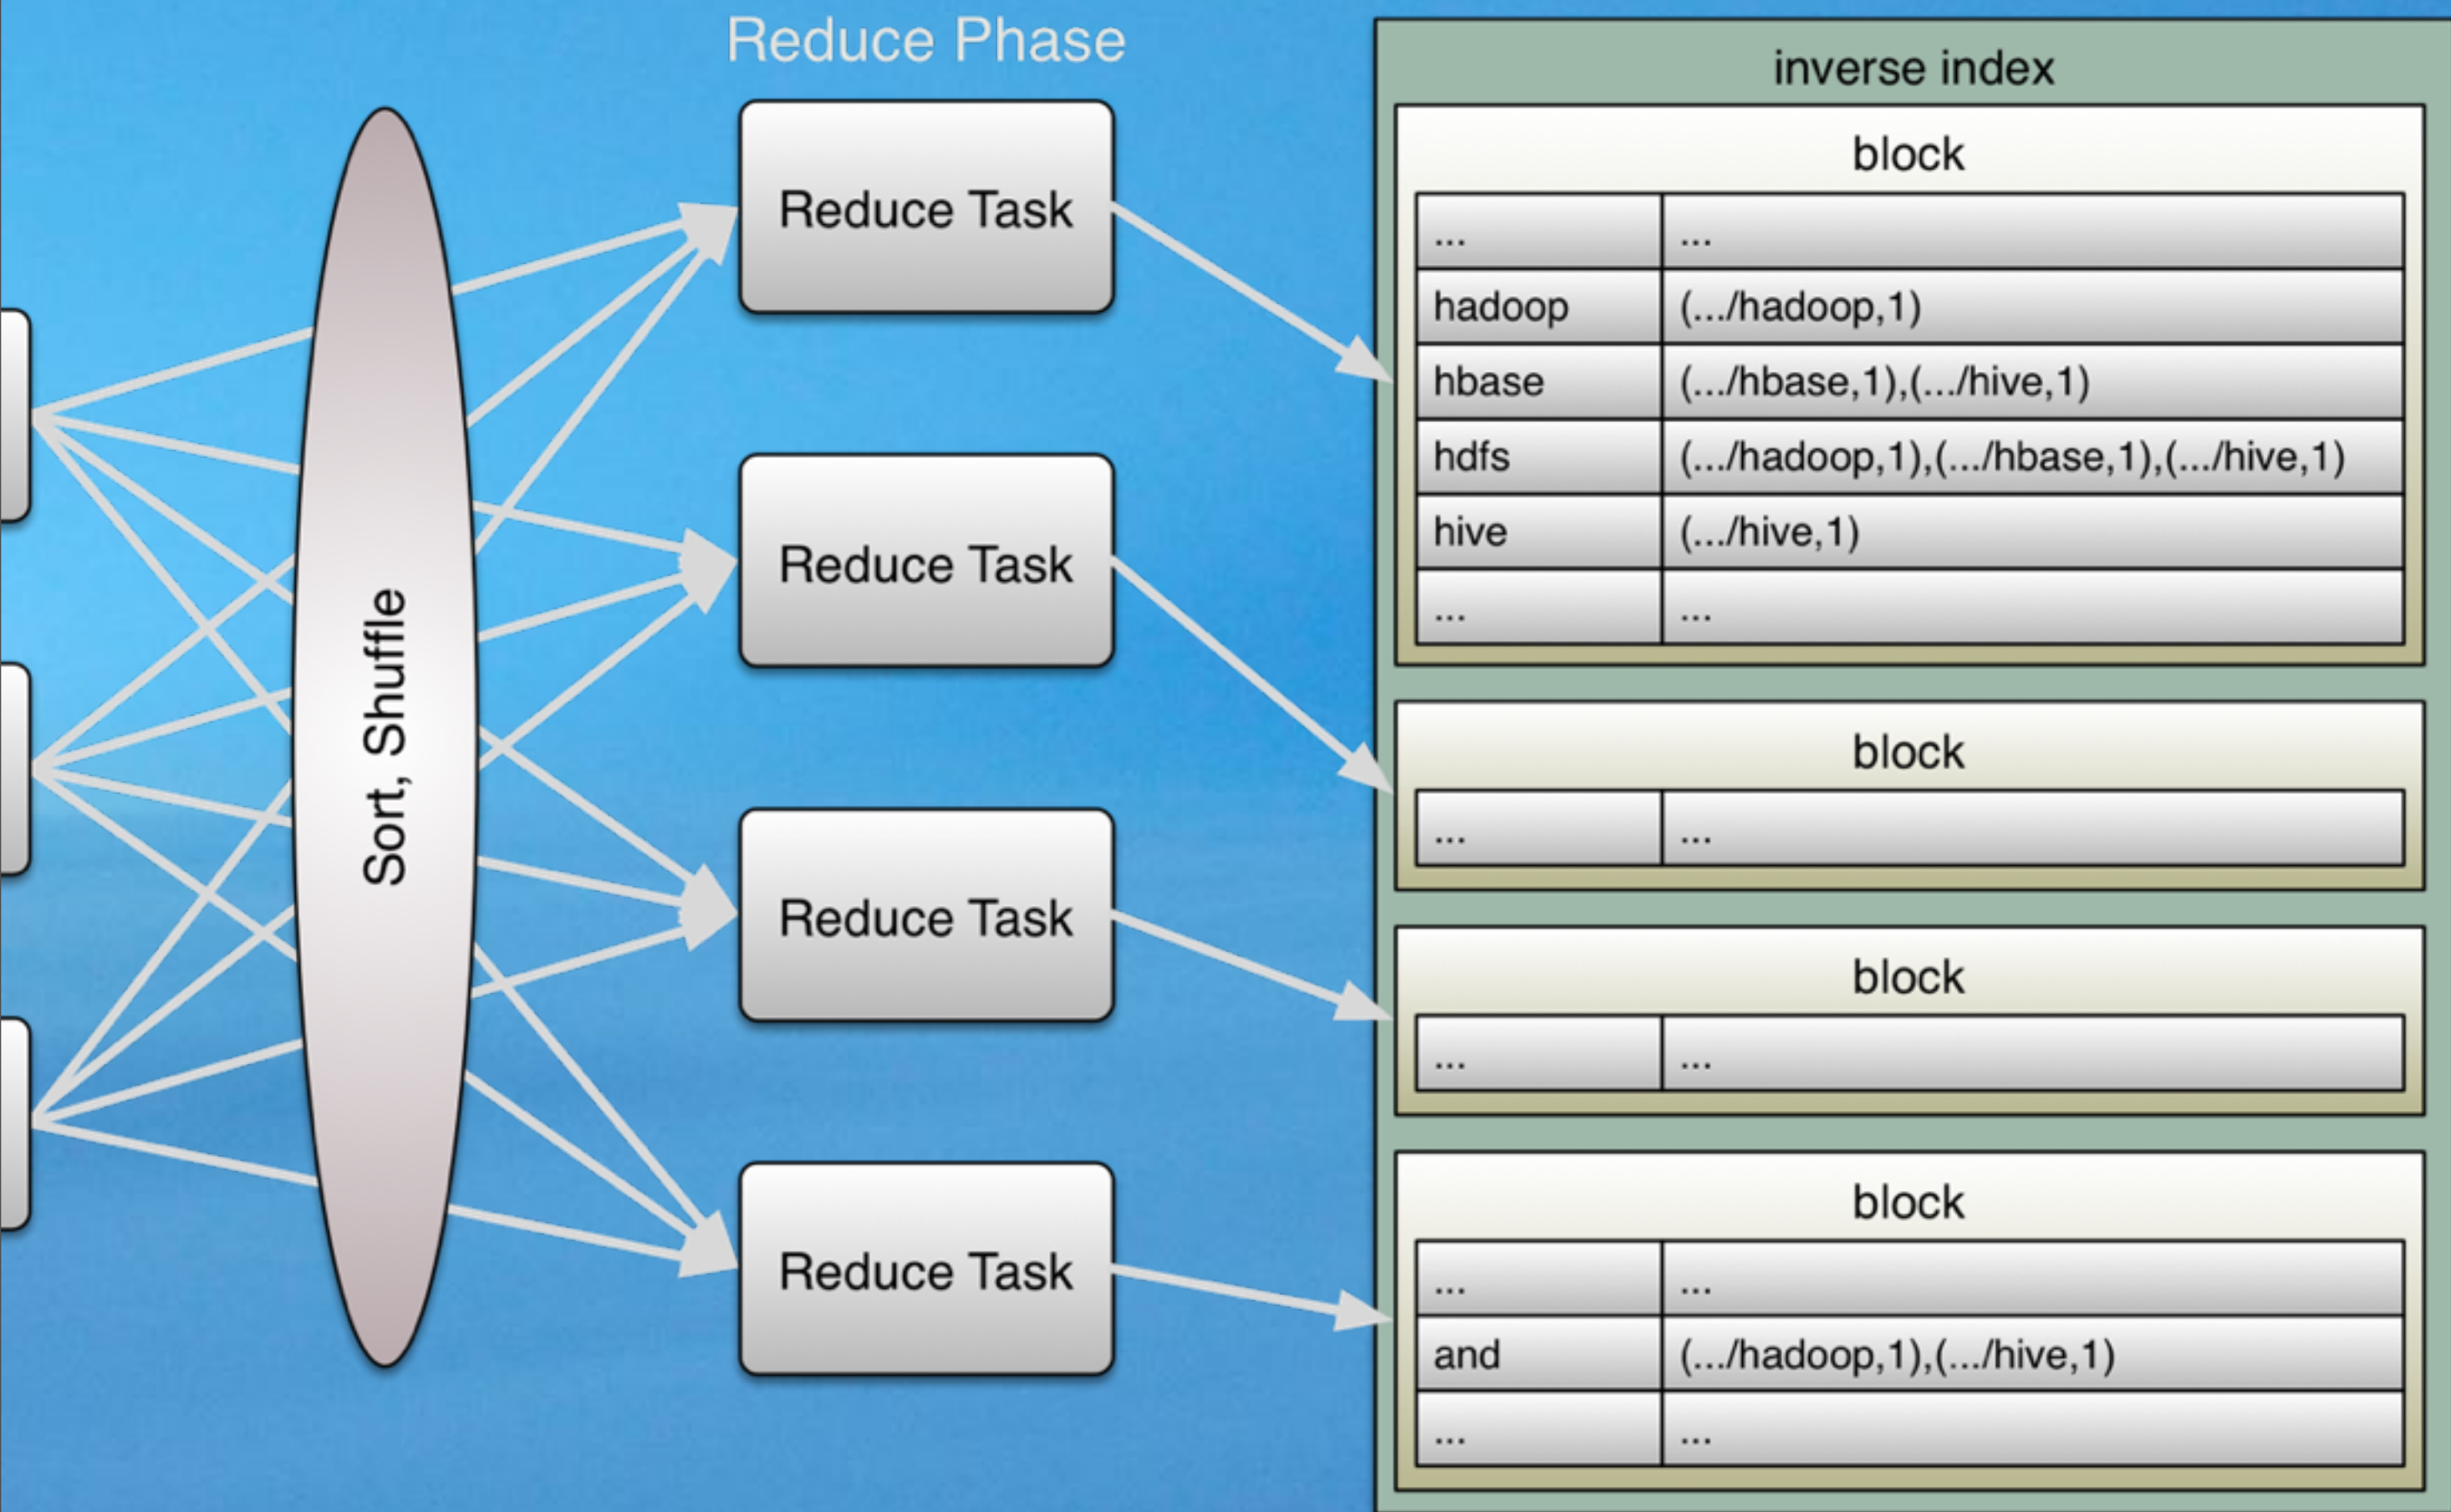 Reduce Phase
Sort, Shuffle
Reduce Task
Reduce Task
Reduce Task
Reduce Task
inverse index
block
... ...
hadoop (.../hadoop,1)
hbase (.../hbase,1),(.../hive,1)
hdfs (.../hadoop,1),(.../hbase,1),(.../hive,1)
hive (.../hive,1)
... ...
block
... ...
block
... ...
block
... ...
and (.../hadoop,1),(.../hive,1)
... ...